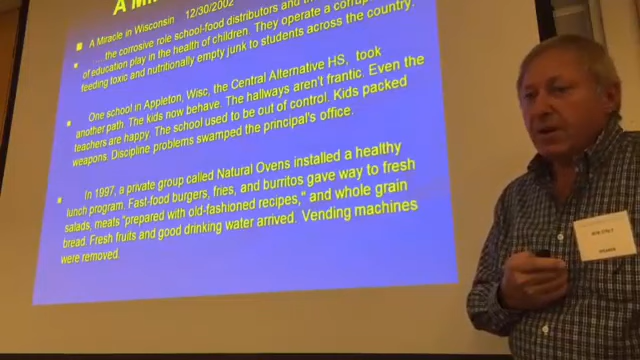 A Mir
A Miracle in Wisconsin 12/30/2002
... the corrosive role school-food distributors and th
of education play in the health of children. They operate a corrup
feeding toxic and nutritionally empty junk to students across the country.
One school in Appleton, Wisc, the Central Alternative HS, took
another path. The kids now behave. The hallways aren't frantic. Even the
teachers are happy. The school used to be out of control. Kids packed
weapons. Discipline problems swamped the principal's office.
In 1997, a private group called Natural Ovens installed a healthy
lunch program. Fast-food burgers, fries, and burritos gave way to fresh
salads, meats "prepared with old-fashioned recipes," and whole grain
bread. Fresh fruits and good drinking water arrived. Vending machines
were removed.